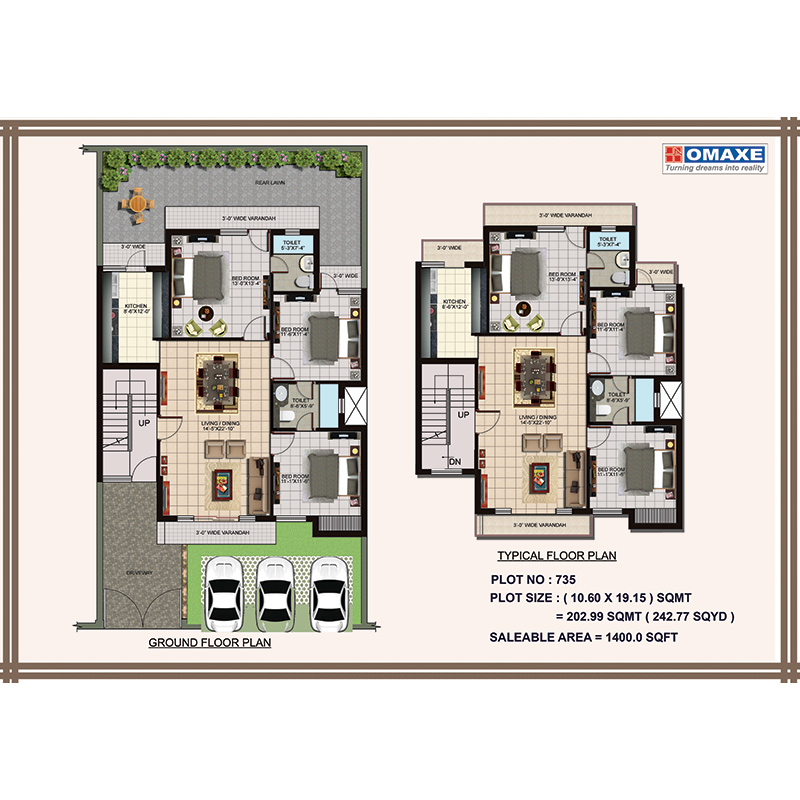 OMAXE
Turning dreams into reality
REAR LAWN
3'-0" WIDE VARANDAH
3'-0" WIDE
TOILET
5'-3"X7'-4"
BED ROOM
13'-0"X13'-4"
3'-0" WIDE
KITCHEN
8'-6"X12'-0"
BED ROOM
11'-6"X11'-4"
TOILET
8'-6"X5'-9"
UP
LIVING / DINING
14'-5"X22'-10"
BED ROOM
11'-1"X11'-6"
3'-0" WIDE VARANDAH
DRIVEWAY
GROUND FLOOR PLAN
3'-0" WIDE VARANDAH
3'-0" WIDE
TOILET
5'-3"X7'-4"
BED ROOM
13'-0"X13'-4"
3'-0" WIDE
KITCHEN
8'-6"X12'-0"
BED ROOM
11'-6"X11'-4"
TOILET
8'-6"X5'-9"
UP
LIVING / DINING
14'-5"X22'-10"
DN
BED ROOM
11'-1"X11'-6"
3'-0" WIDE VARANDAH
TYPICAL FLOOR PLAN
PLOT NO : 735
PLOT SIZE : ( 10.60 X 19.15 ) SQMT
= 202.99 SQMT ( 242.77 SQYD )
SALEABLE AREA = 1400.0 SQFT